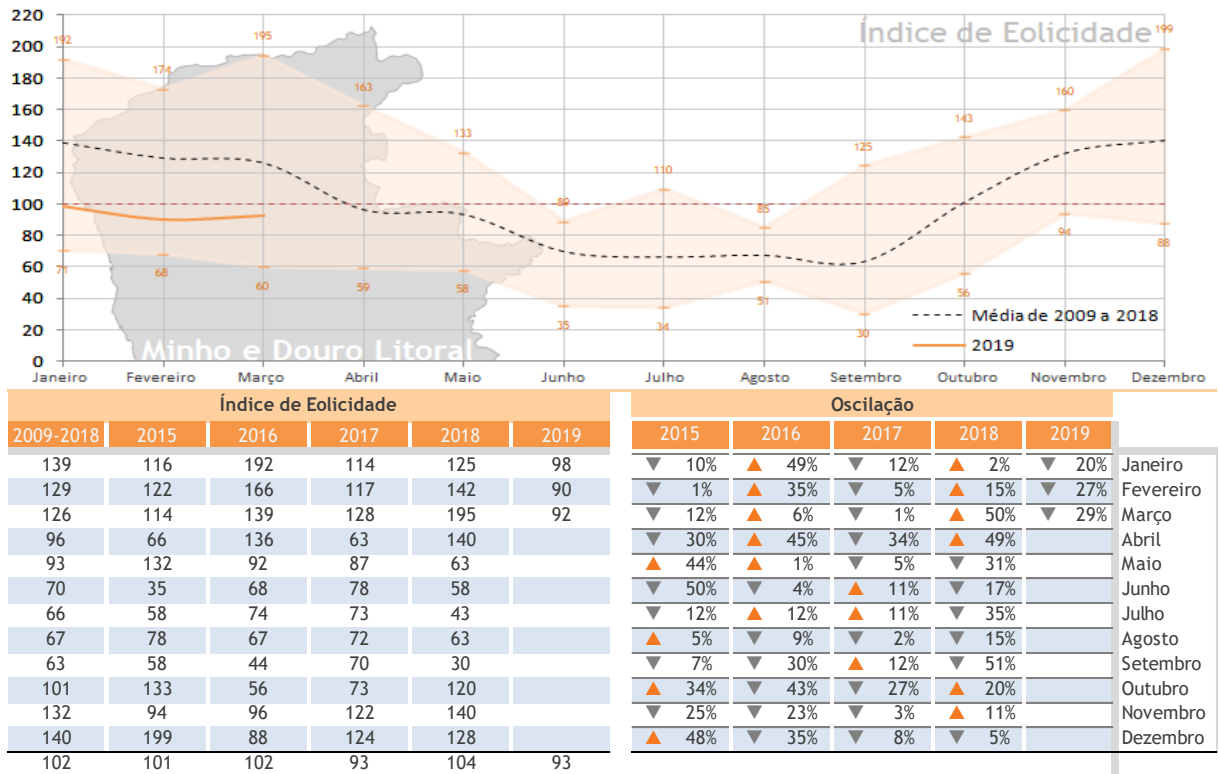 Índice de Eolicidade
220
200
180
160
140
120
100
80
60
40
20
0
192 174 195 163 133 89 110 85 125 143 160 199
71 68 60 59 58 35 34 51 30 56 94 88
Média de 2009 a 2018
2019
Minho e Douro Litoral
Janeiro Fevereiro Março Abril Maio Junho Julho Agosto Setembro Outubro Novembro Dezembro
Índice de Eolicidade Oscilação
2009-2018 2015 2016 2017 2018 2019 2015 2016 2017 2018 2019
139 116 192 114 125 98 ▼ 10% ▲ 49% ▼ 12% ▲ 2% ▼ 20% Janeiro
129 122 166 117 142 90 ▼ 1% ▲ 35% ▼ 5% ▲ 15% ▼ 27% Fevereiro
126 114 139 128 195 92 ▼ 12% ▲ 6% ▼ 1% ▲ 50% ▼ 29% Março
96 66 136 63 140 ▼ 30% ▲ 45% ▼ 34% ▲ 49% Abril
93 132 92 87 63 ▲ 44% ▲ 1% ▼ 5% ▼ 31% Maio
70 35 68 78 58 ▼ 50% ▼ 4% ▲ 11% ▼ 17% Junho
66 58 74 73 43 ▼ 12% ▲ 12% ▲ 11% ▼ 35% Julho
67 78 67 72 63 ▲ 5% ▼ 9% ▼ 2% ▼ 15% Agosto
63 58 44 70 30 ▼ 7% ▼ 30% ▲ 12% ▼ 51% Setembro
101 133 56 73 120 ▲ 34% ▼ 43% ▼ 27% ▲ 20% Outubro
132 94 96 122 140 ▼ 25% ▼ 23% ▼ 3% ▲ 11% Novembro
140 199 88 124 128 ▲ 48% ▼ 35% ▼ 8% ▼ 5% Dezembro
102 101 102 93 104 93